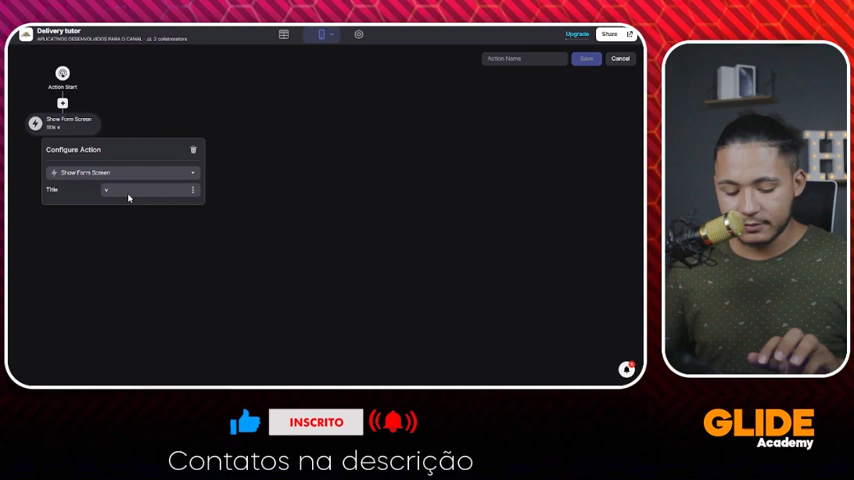 Delivery tutor
APLICATIVOS DESENVOLVIDOS PARA O CANAL · 2 collaborators
Upgrade
Share
Action Name
Save
Cancel
Action Start
Show Form Screen
title v
Configure Action
Show Form Screen
Title
v
H
INSCRITO
GLIDE
Academy
Contatos na descrição